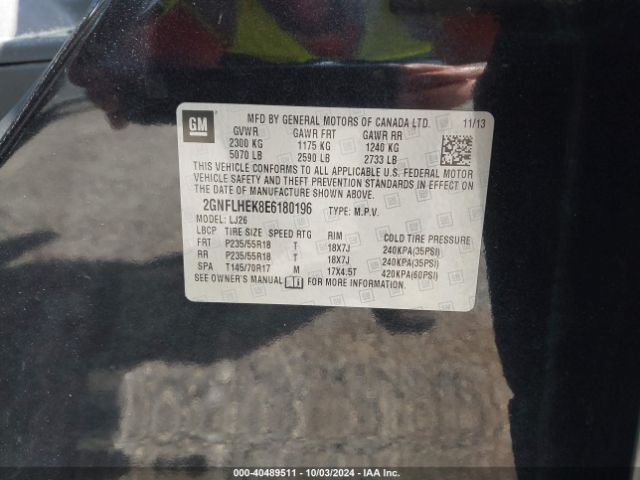 GM
MFD BY GENERAL MOTORS OF CANADA LTD. 11/13
GVWR GAWR FRT GAWR RR
2300 KG 1175 KG 1240 KG
5070 LB 2590 LB 2733 LB
THIS VEHICLE CONFORMS TO ALL APPLICABLE U.S. FEDERAL MOTOR
VEHICLE SAFETY AND THEFT PREVENTION STANDARDS IN EFFECT ON
THE DATE OF MANUFACTURE SHOWN ABOVE.
2GNFLHEK8E6180196 TYPE: M.P.V.
MODEL: LJ26
LBCP TIRE SIZE SPEED RTG RIM COLD TIRE PRESSURE
FRT P235/55R18 T 18X7J 240KPA(35PSI)
RR P235/55R18 T 18X7J 240KPA(35PSI)
SPA T145/70R17 M 17X4.5T 420KPA(60PSI)
SEE OWNER'S MANUAL FOR MORE INFORMATION.
000-40489511 - 10/03/2024 - IAA Inc.